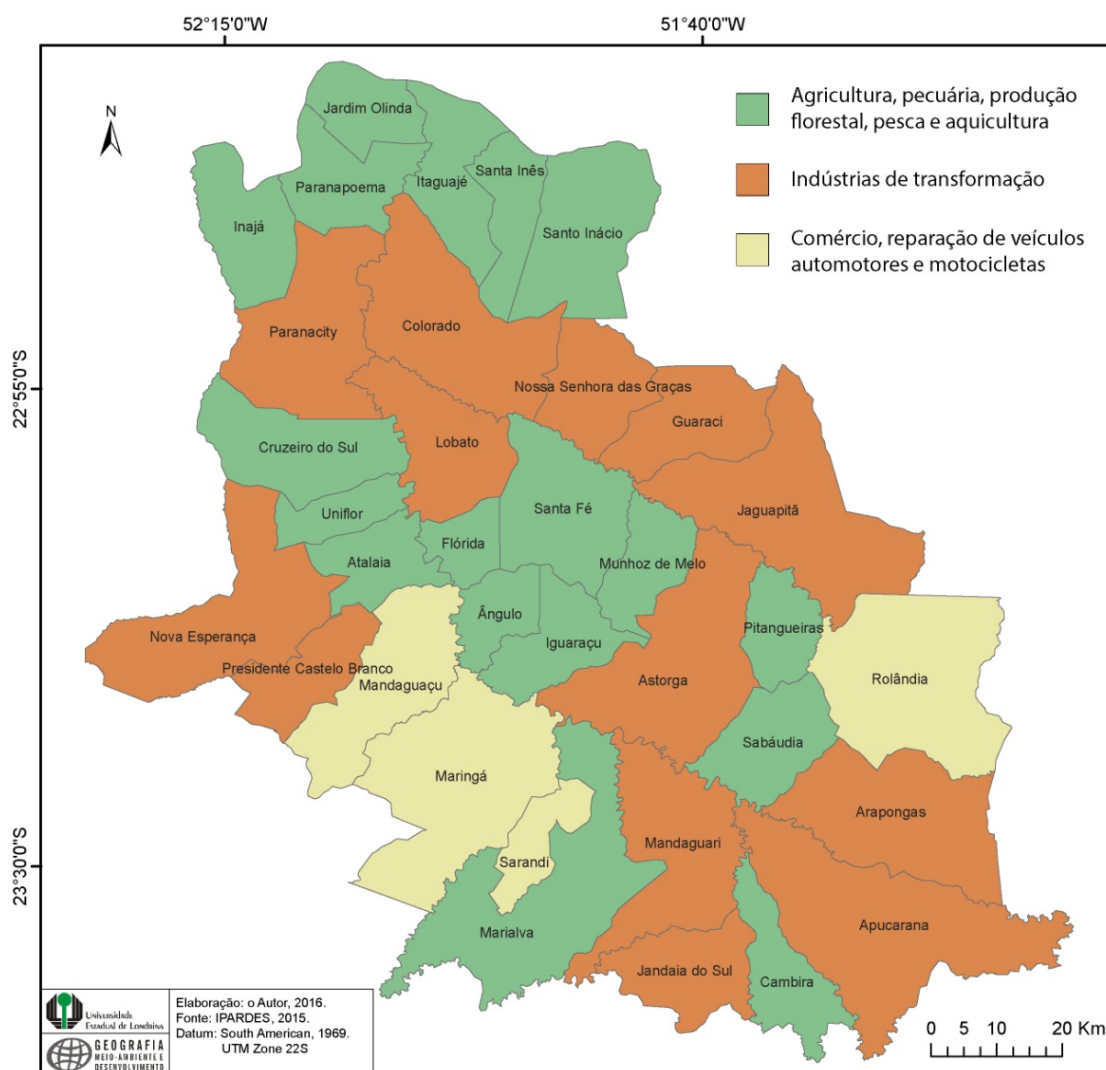 52°15'0"W
51°40'0"W
N
Agricultura, pecuária, produção
florestal, pesca e aquicultura
Indústrias de transformação
Comércio, reparação de veículos
automotores e motocicletas
Jardim Olinda
Paranapoema
Itaguajé
Santa Inês
Santo Inácio
Inajá
Paranacity
Colorado
22°55'0"S
Nossa Senhora das Graças
Guaraci
Lobato
Cruzeiro do Sul
Jaguapitã
Santa Fé
Uniflor
Flórida
Atalaia
Munhoz de Melo
Ângulo
Iguaraçu
Pitangueiras
Nova Esperança
Presidente Castelo Branco
Mandaguaçu
Astorga
Rolândia
Sabáudia
Maringá
Arapongas
Mandaguari
Sarandi
23°30'0"S
Marialva
Apucarana
Jandaia do Sul
Cambira
Universidade
Estadual de Londrina
GEOGRAFIA
MEIO-AMBIENTE E
DESENVOLVIMENTO
Elaboração: o Autor, 2016.
Fonte: IPARDES, 2015.
Datum: South American, 1969.
UTM Zone 22S
0 5 10 20 Km